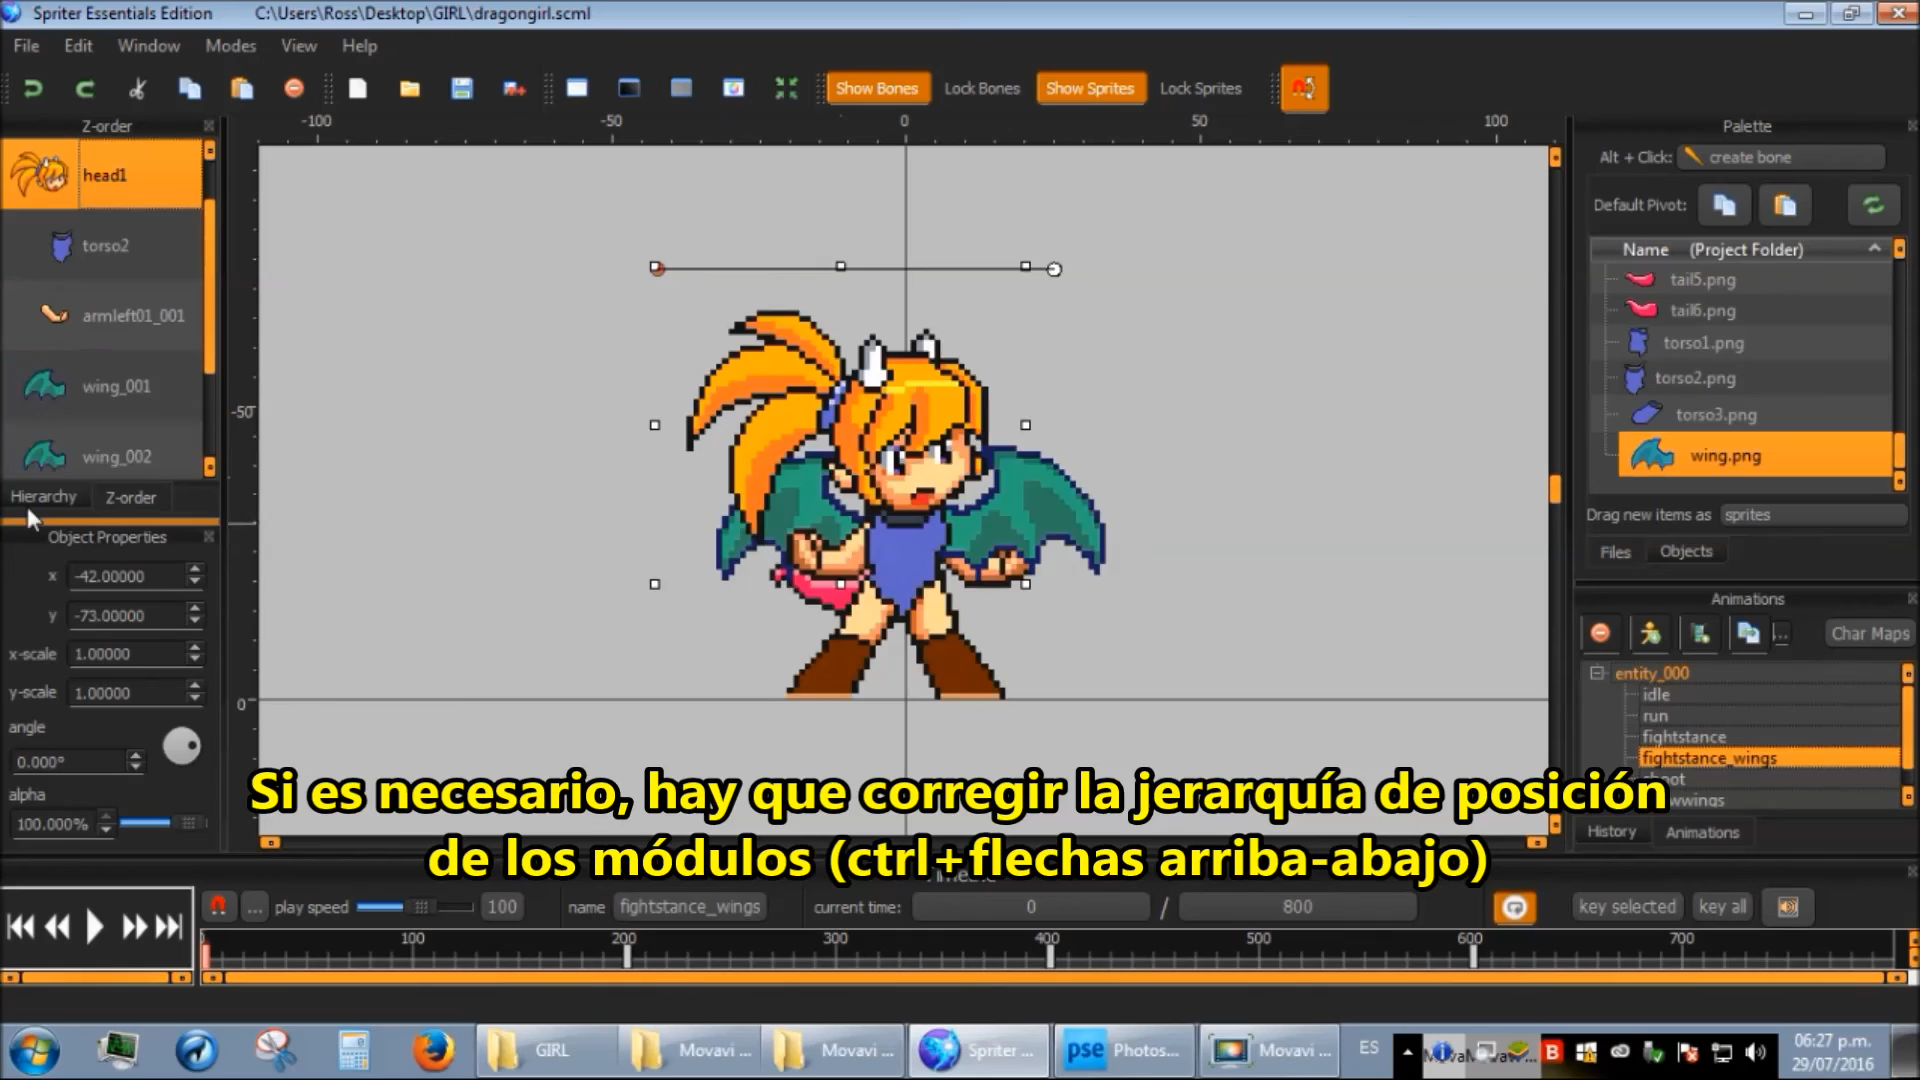 Spriter Essentials Edition
C:\Users\Ross\Desktop\GIRL\dragongirl.scml
File Edit Window Modes View Help
Show Bones Lock Bones Show Sprites Lock Sprites
Z-order
head1
torso2
armleft01_001
wing_001
wing_002
Hierarchy Z-order
Object Properties
x -42.00000
y -73.00000
x-scale 1.00000
y-scale 1.00000
angle
0.000°
alpha
100.000%
-100 -50 0 50 100
-50
0
Palette
Alt + Click: create bone
Default Pivot:
Name (Project Folder)
tail5.png
tail6.png
torso1.png
torso2.png
torso3.png
wing.png
Drag new items as sprites
Files Objects
Animations
Char Maps
entity_000
idle
run
fightstance
fightstance_wings
History Animations
Si es necesario, hay que corregir la jerarquía de posición
de los módulos (ctrl+flechas arriba-abajo)
... play speed 100 name fightstance_wings current time: 0 / 800 key selected key all
100 200 300 400 500 600 700
GIRL
Movavi ...
Movavi ...
Spriter ...
pse Photos...
Movavi ...
ES
06:27 p.m.
29/07/2016